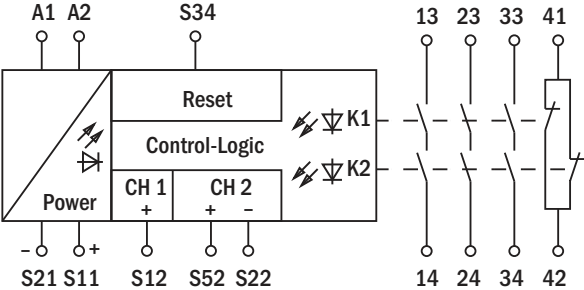 A1 A2 S34 13 23 33 41
Reset
K1
Control-Logic
K2
CH 1 CH 2
Power + + –
– +
S21 S11 S12 S52 S22 14 24 34 42